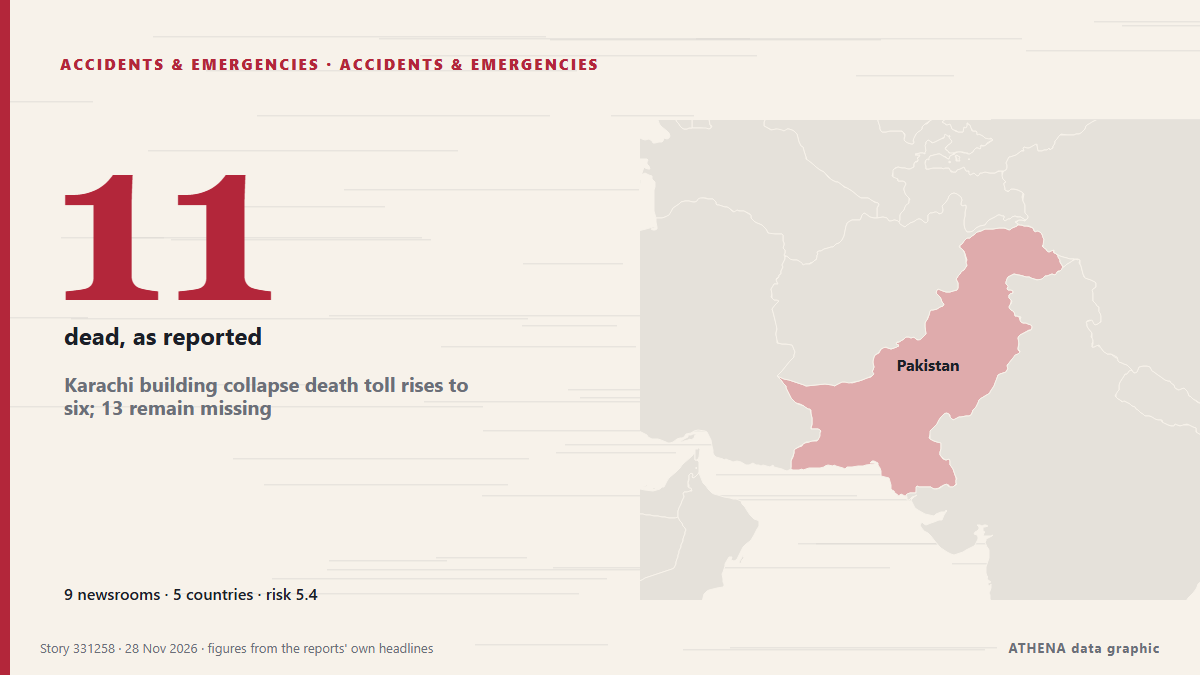 ACCIDENTS & EMERGENCIES · ACCIDENTS & EMERGENCIES
11
dead, as reported
Karachi building collapse death toll rises to
six; 13 remain missing
Pakistan
9 newsrooms · 5 countries · risk 5.4
Story 331258 · 28 Nov 2026 · figures from the reports' own headlines
ATHENA data graphic